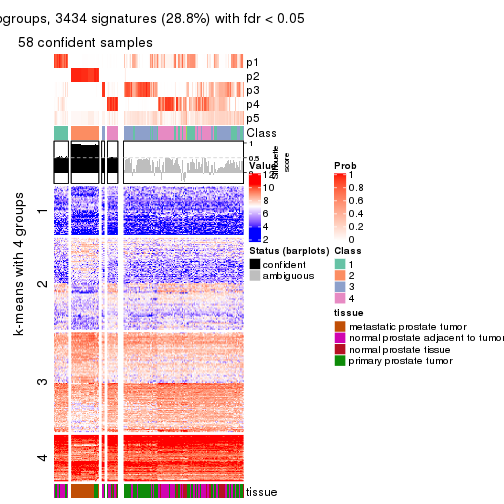 ogroups, 3434 signatures (28.8%) with fdr < 0.05
58 confident samples
p1
p2
p3
p4
p5
Class
1
0.5
0
Silhouette
score
k-means with 4 groups
1
2
3
4
Value
12
10
8
6
4
2
Prob
1
0.8
0.6
0.4
0.2
0
Status (barplots)
confident
ambiguous
Class
1
2
3
4
tissue
metastatic prostate tumor
normal prostate adjacent to tumor
normal prostate tissue
primary prostate tumor
tissue